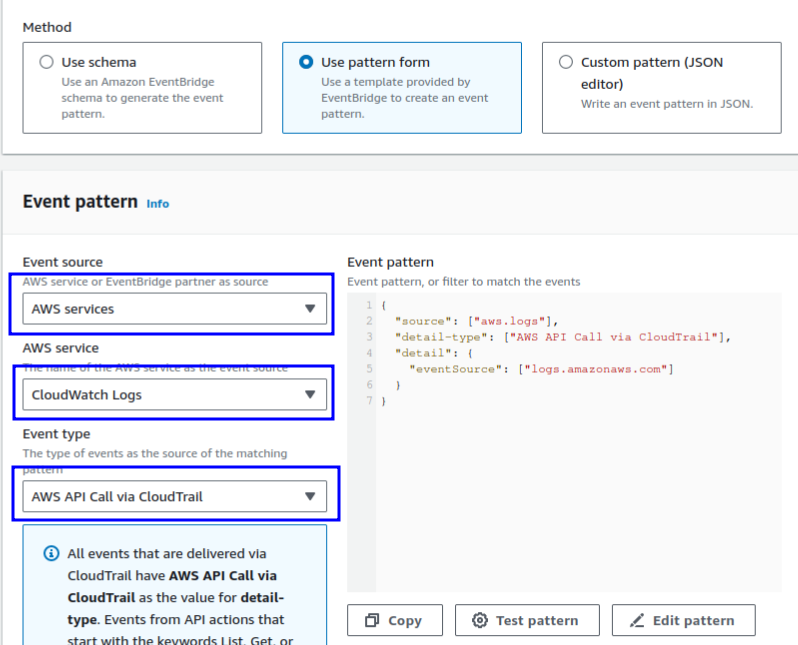 Method
Use schema
Use an Amazon EventBridge
schema to generate the event
pattern.
Use pattern form
Use a template provided by
EventBridge to create an event
pattern.
Custom pattern (JSON
editor)
Write an event pattern in JSON.
Event pattern Info
Event source
AWS service or EventBridge partner as source
AWS services
AWS service
The name of the AWS service as the event source
CloudWatch Logs
Event type
The type of events as the source of the matching
pattern
AWS API Call via CloudTrail
All events that are delivered via
CloudTrail have AWS API Call via
CloudTrail as the value for detail-
type. Events from API actions that
start with the keywords List, Get, or
Event pattern
Event pattern, or filter to match the events
1 {
2 "source": ["aws.logs"],
3 "detail-type": ["AWS API Call via CloudTrail"],
4 "detail": {
5 "eventSource": ["logs.amazonaws.com"]
6 }
7 }
Copy
Test pattern
Edit pattern